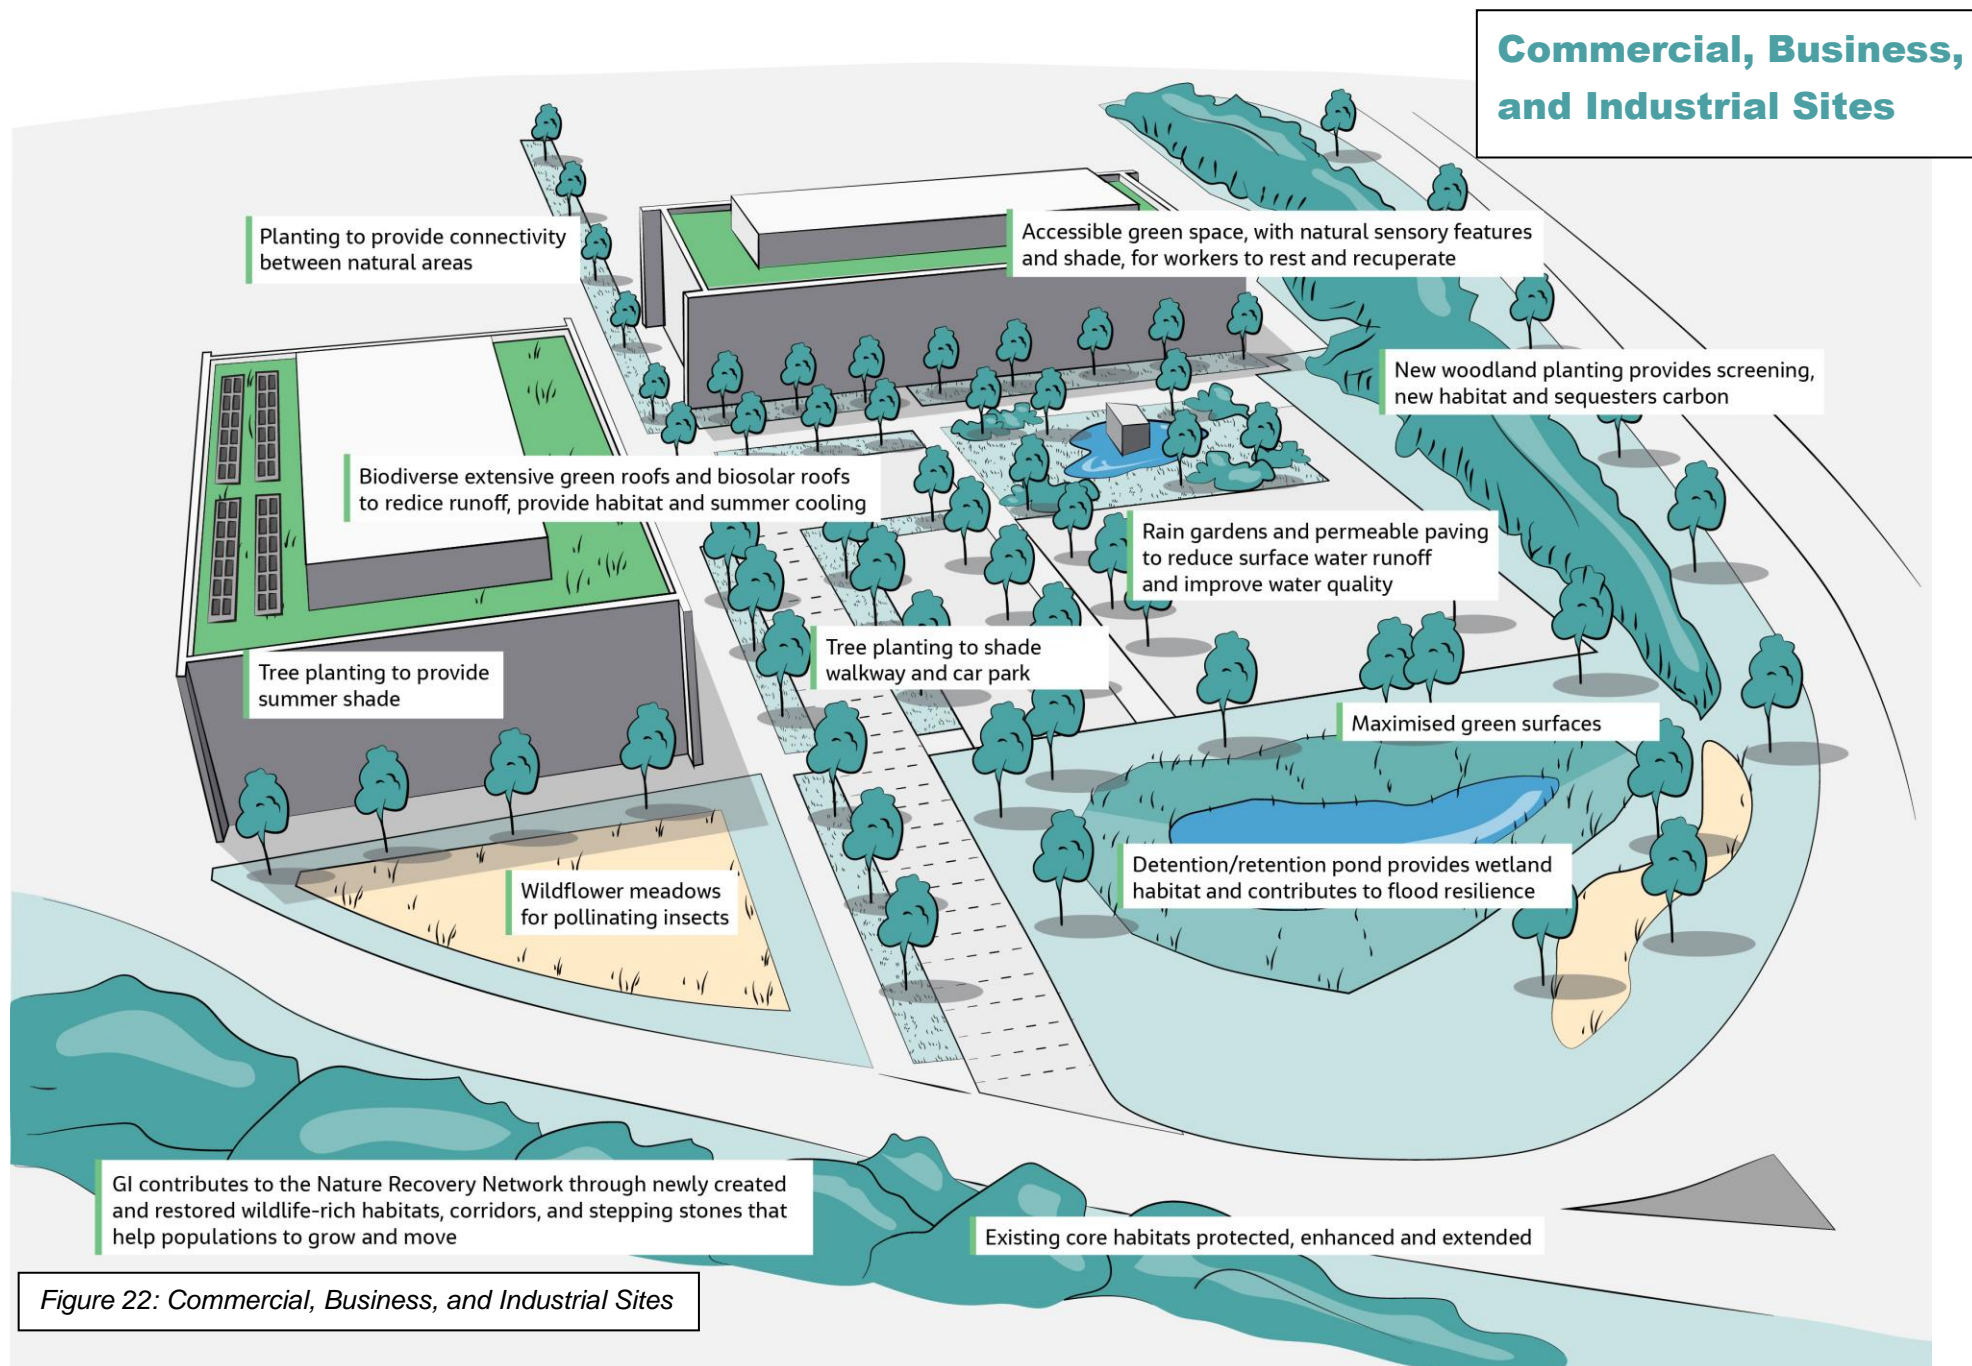 Commercial, Business,
and Industrial Sites
Planting to provide connectivity
between natural areas
Accessible green space, with natural sensory features
and shade, for workers to rest and recuperate
New woodland planting provides screening,
new habitat and sequesters carbon
Biodiverse extensive green roofs and biosolar roofs
to redice runoff, provide habitat and summer cooling
Rain gardens and permeable paving
to reduce surface water runoff
and improve water quality
Tree planting to shade
walkway and car park
Tree planting to provide
summer shade
Maximised green surfaces
Detention/retention pond provides wetland
habitat and contributes to flood resilience
Wildflower meadows
for pollinating insects
GI contributes to the Nature Recovery Network through newly created
and restored wildlife-rich habitats, corridors, and stepping stones that
help populations to grow and move
Existing core habitats protected, enhanced and extended
Figure 22: Commercial, Business, and Industrial Sites